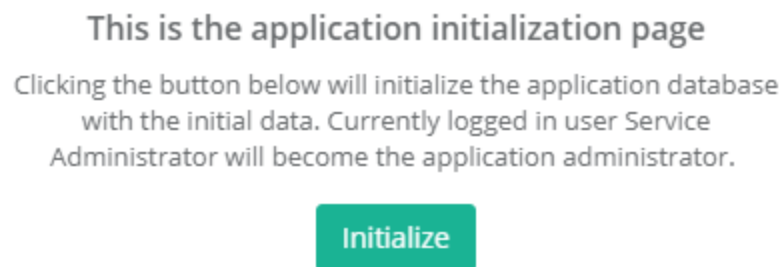 This is the application initialization page
Clicking the button below will initialize the application database
with the initial data. Currently logged in user Service
Administrator will become the application administrator.
Initialize